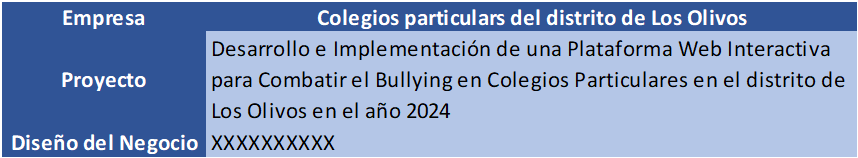 Empresa Colegios particulars del distrito de Los Olivos
Proyecto Desarrollo e Implementación de una Plataforma Web Interactiva
para Combatir el Bullying en Colegios Particulares en el distrito de
Los Olivos en el año 2024
Diseño del Negocio XXXXXXXXXX